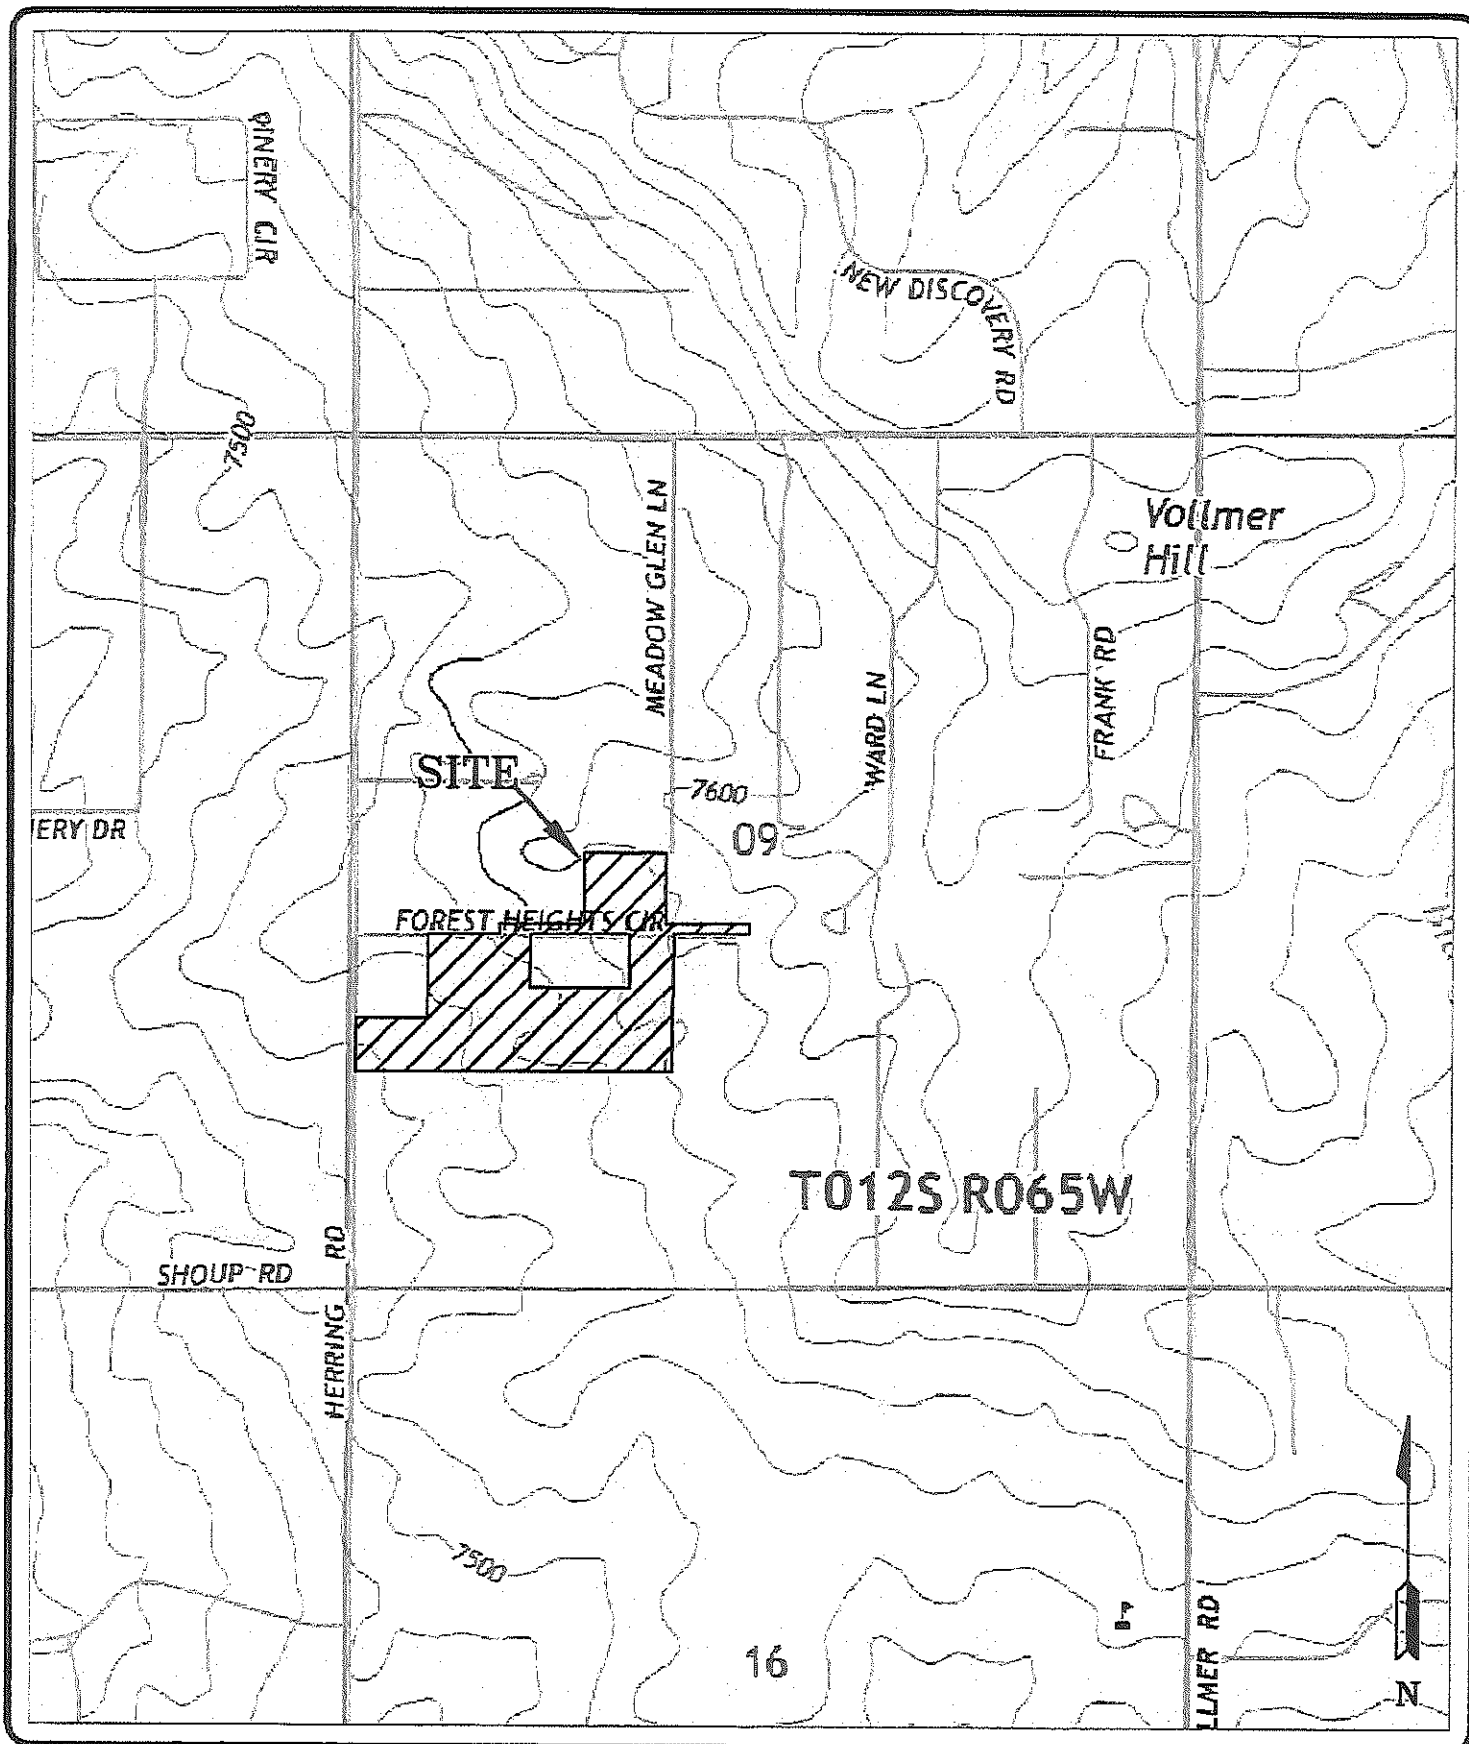 PINERY CIR
NEW DISCOVERY RD
7500
MEADOW GLEN LN
Vollmer
Hill
FRANK RD
WARD LN
SITE
7600
09
IERY DR
FOREST HEIGHTS CIR
T012S R065W
SHOUP RD
HERRING RD
7500
16
LLMER RD
N